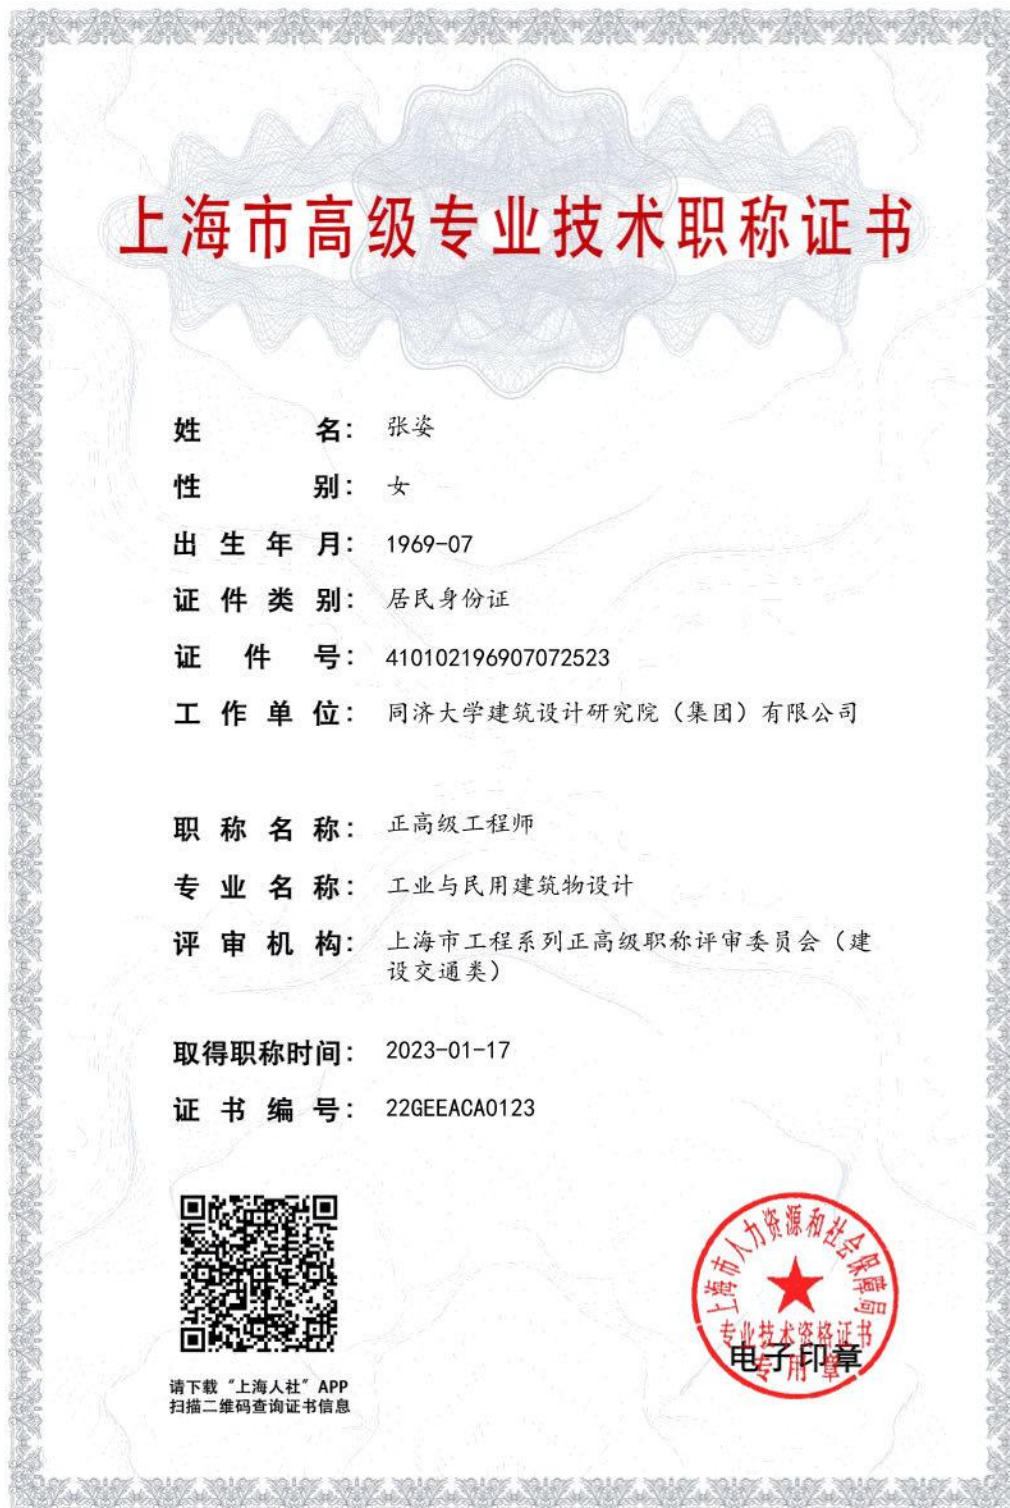 上海市高级专业技术职称证书
姓名： 张姿
性别： 女
出生年月： 1969-07
证件类别： 居民身份证
证件号： 410102196907072523
工作单位： 同济大学建筑设计研究院（集团）有限公司
职称名称： 正高级工程师
专业名称： 工业与民用建筑物设计
评审机构： 上海市工程系列正高级职称评审委员会（建
设交通类）
取得职称时间： 2023-01-17
证书编号： 22GEEACA0123
请下载“上海人社”APP
扫描二维码查询证书信息
上海市人力资源和社会保障局
专业技术资格证书
电子印章
专用章